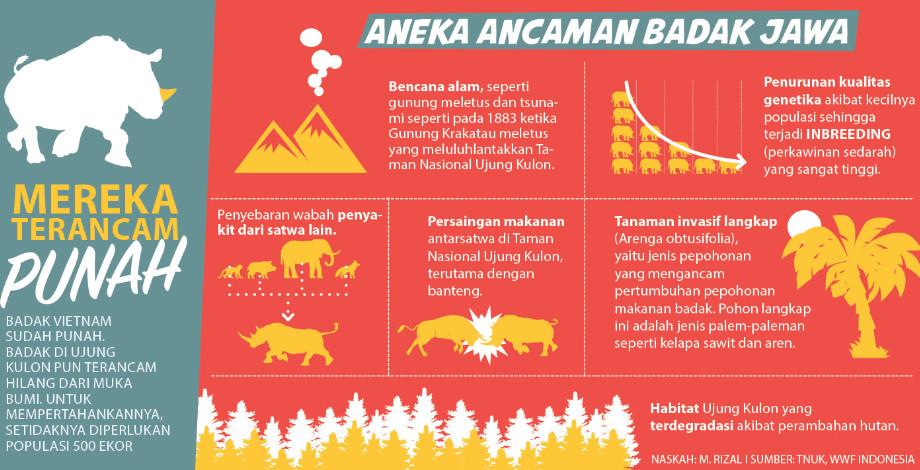 MEREKA
TERANCAM
PUNAH
BADAK VIETNAM
SUDAH PUNAH.
BADAK DI UJUNG
KULON PUN TERANCAM
HILANG DARI MUKA
BUMI. UNTUK
MEMPERTAHANKANNYA,
SETIDAKNYA DIPERLUKAN
POPULASI 500 EKOR
ANEKA ANCAMAN BADAK JAWA
Bencana alam, seperti
gunung meletus dan tsuna-
mi seperti pada 1883 ketika
Gunung Krakatau meletus
yang meluluhlantakkan Ta-
man Nasional Ujung Kulon.
Penurunan kualitas
genetika akibat kecilnya
populasi sehingga
terjadi INBREEDING
(perkawinan sedarah)
yang sangat tinggi.
Penyebaran wabah penya-
kit dari satwa lain.
Persaingan makanan
antarsatwa di Taman
Nasional Ujung Kulon,
terutama dengan
banteng.
Tanaman invasif langkap
(Arenga obtusifolia),
yaitu jenis pepohonan
yang mengancam
pertumbuhan pepohonan
makanan badak. Pohon langkap
ini adalah jenis palem-paleman
seperti kelapa sawit dan aren.
Habitat Ujung Kulon yang
terdegradasi akibat perambahan hutan.
NASKAH: M. RIZAL I SUMBER: TNUK, WWF INDONESIA